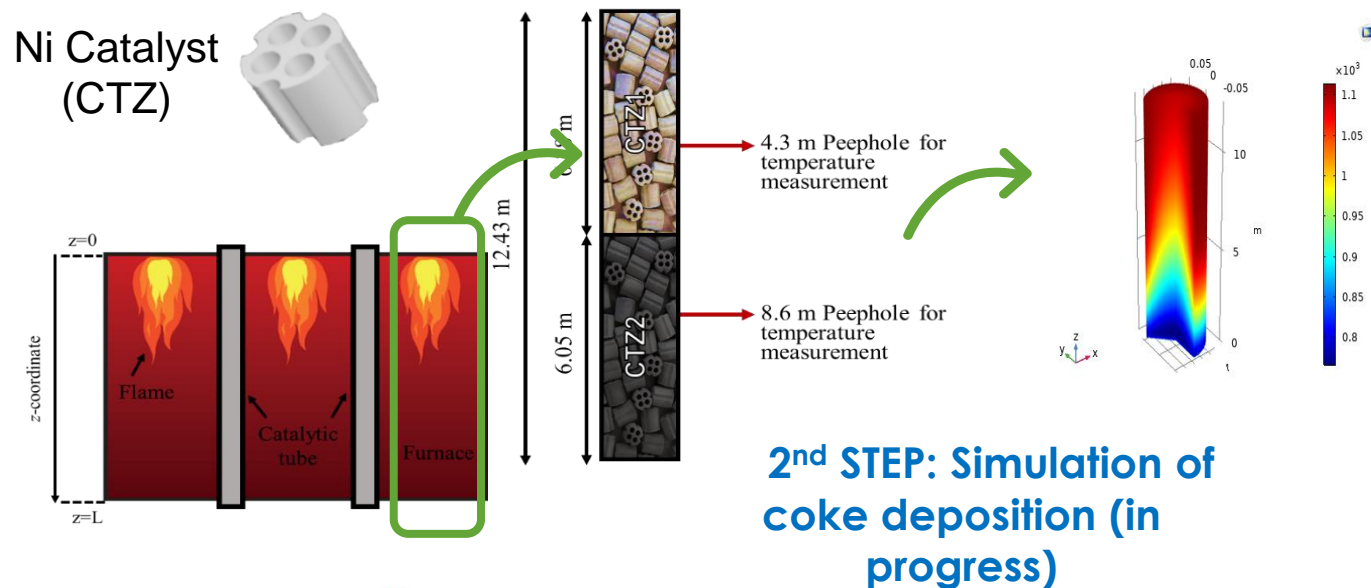 Ni Catalyst
(CTZ)
z=0
z-coordinate
z=L
Flame
Catalytic
tube
Furnace
12.43 m
6.05 m
CTZ1
CTZ2
4.3 m Peephole for
temperature
measurement
8.6 m Peephole for
temperature
measurement
0.05
0
-0.05
10
5
m
0
z
y
x
×10³
1.1
1.05
1
0.95
0.9
0.85
0.8
2nd STEP: Simulation of
coke deposition (in
progress)